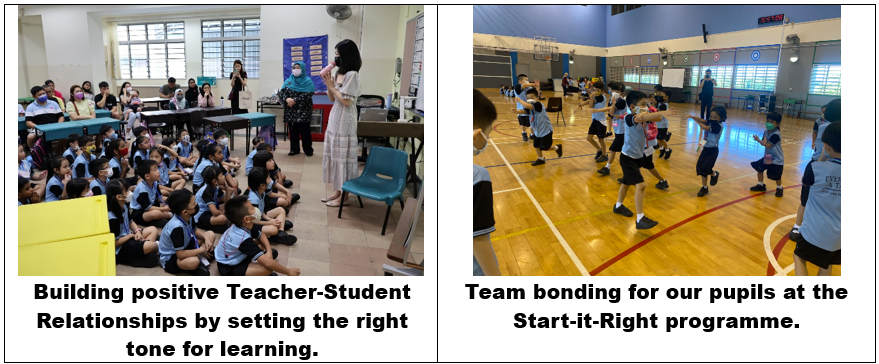 Building positive Teacher-Student
Relationships by setting the right
tone for learning.
Team bonding for our pupils at the
Start-it-Right programme.